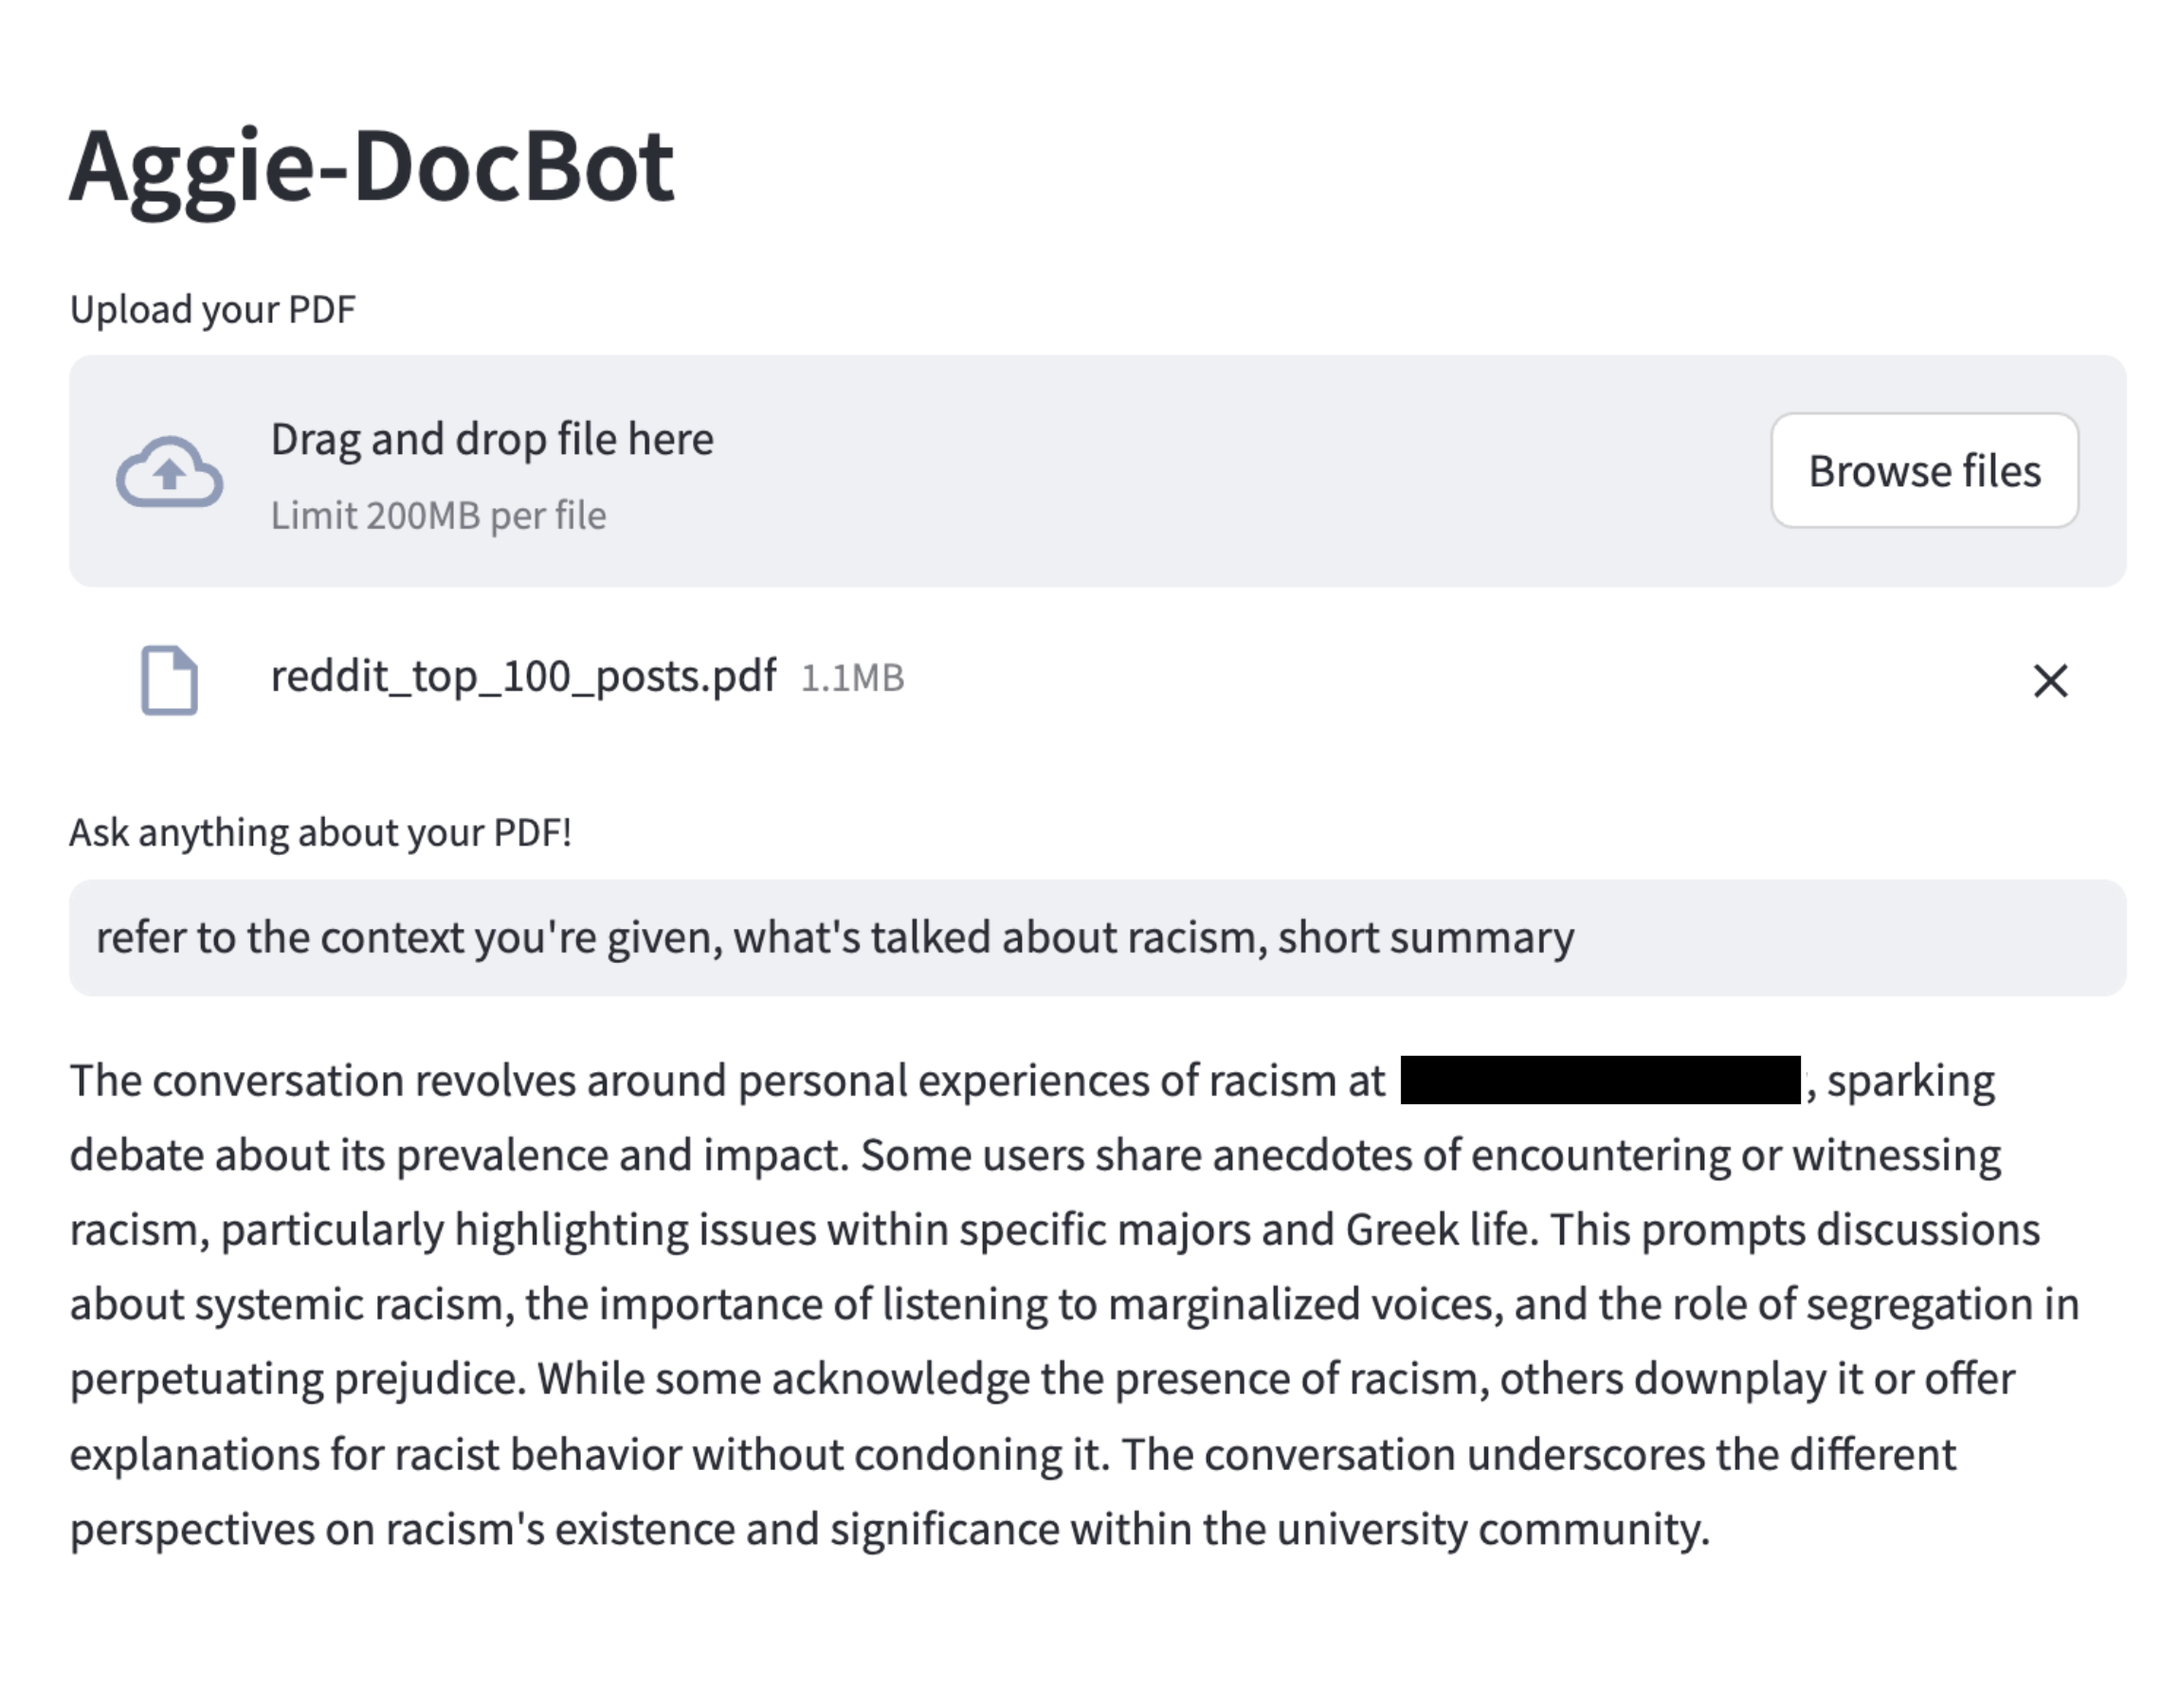 Aggie-DocBot
Upload your PDF
Drag and drop file here
Limit 200MB per file
Browse files
reddit_top_100_posts.pdf 1.1MB
Ask anything about your PDF!
refer to the context you're given, what's talked about racism, short summary
The conversation revolves around personal experiences of racism at , sparking
debate about its prevalence and impact. Some users share anecdotes of encountering or witnessing
racism, particularly highlighting issues within specific majors and Greek life. This prompts discussions
about systemic racism, the importance of listening to marginalized voices, and the role of segregation in
perpetuating prejudice. While some acknowledge the presence of racism, others downplay it or offer
explanations for racist behavior without condoning it. The conversation underscores the different
perspectives on racism's existence and significance within the university community.